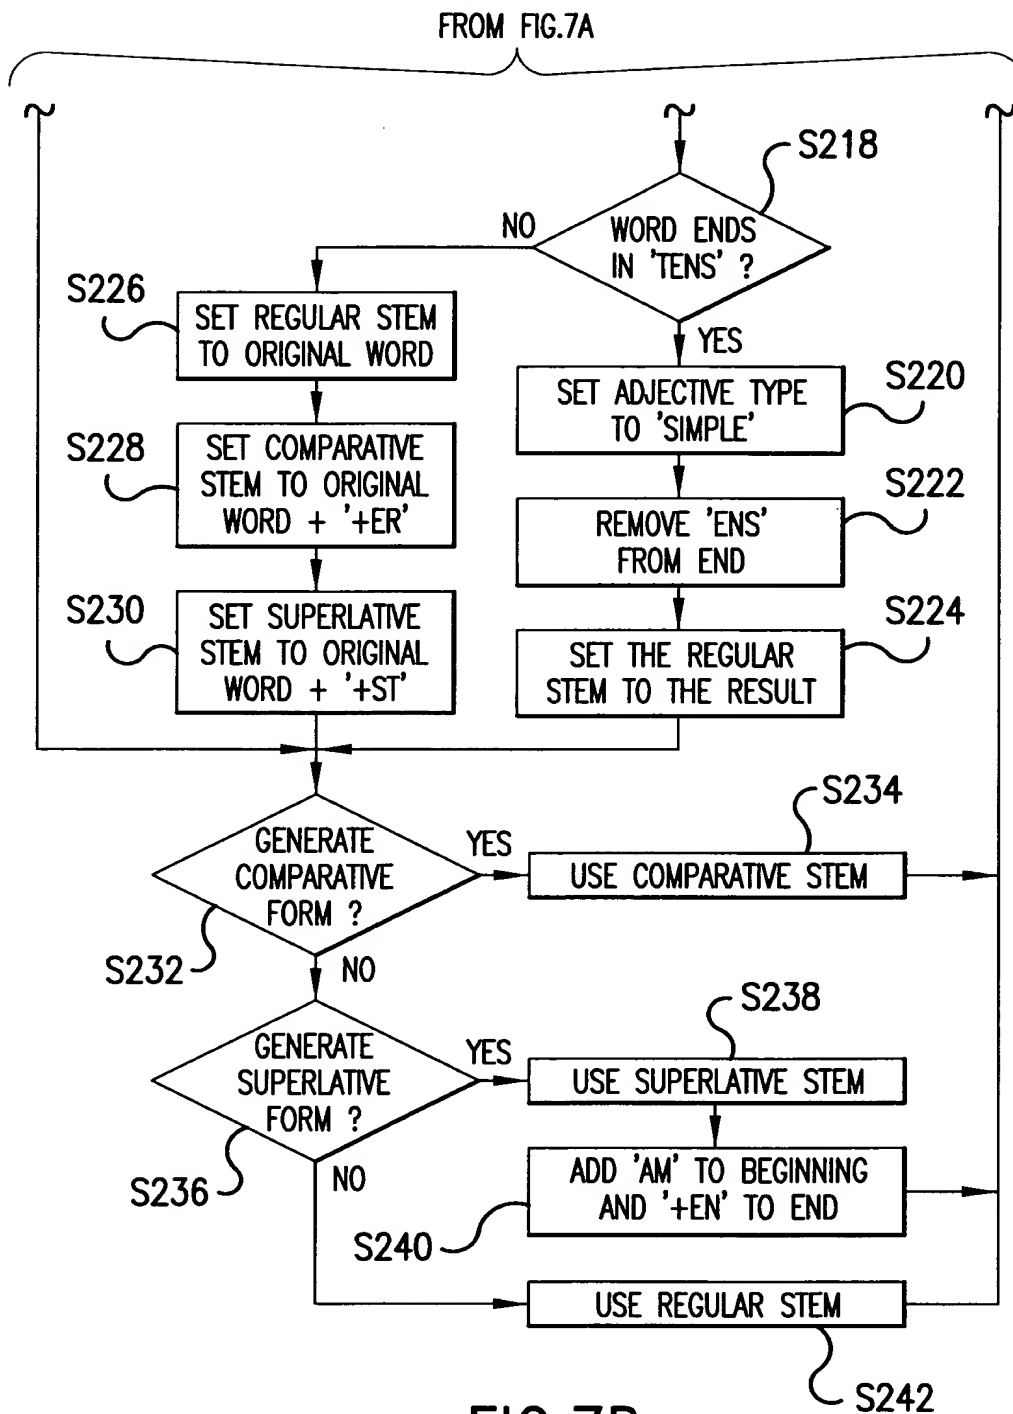 FROM FIG.7A
S218
WORD ENDS
IN 'TENS' ?
NO
YES
S226
SET REGULAR STEM
TO ORIGINAL WORD
S220
SET ADJECTIVE TYPE
TO 'SIMPLE'
S228
SET COMPARATIVE
STEM TO ORIGINAL
WORD + '+ER'
S222
REMOVE 'ENS'
FROM END
S230
SET SUPERLATIVE
STEM TO ORIGINAL
WORD + '+ST'
S224
SET THE REGULAR
STEM TO THE RESULT
S234
GENERATE
COMPARATIVE
FORM ?
YES
USE COMPARATIVE STEM
S232
NO
S238
GENERATE
SUPERLATIVE
FORM ?
YES
USE SUPERLATIVE STEM
S236
NO
ADD 'AM' TO BEGINNING
AND '+EN' TO END
S240
USE REGULAR STEM
S242